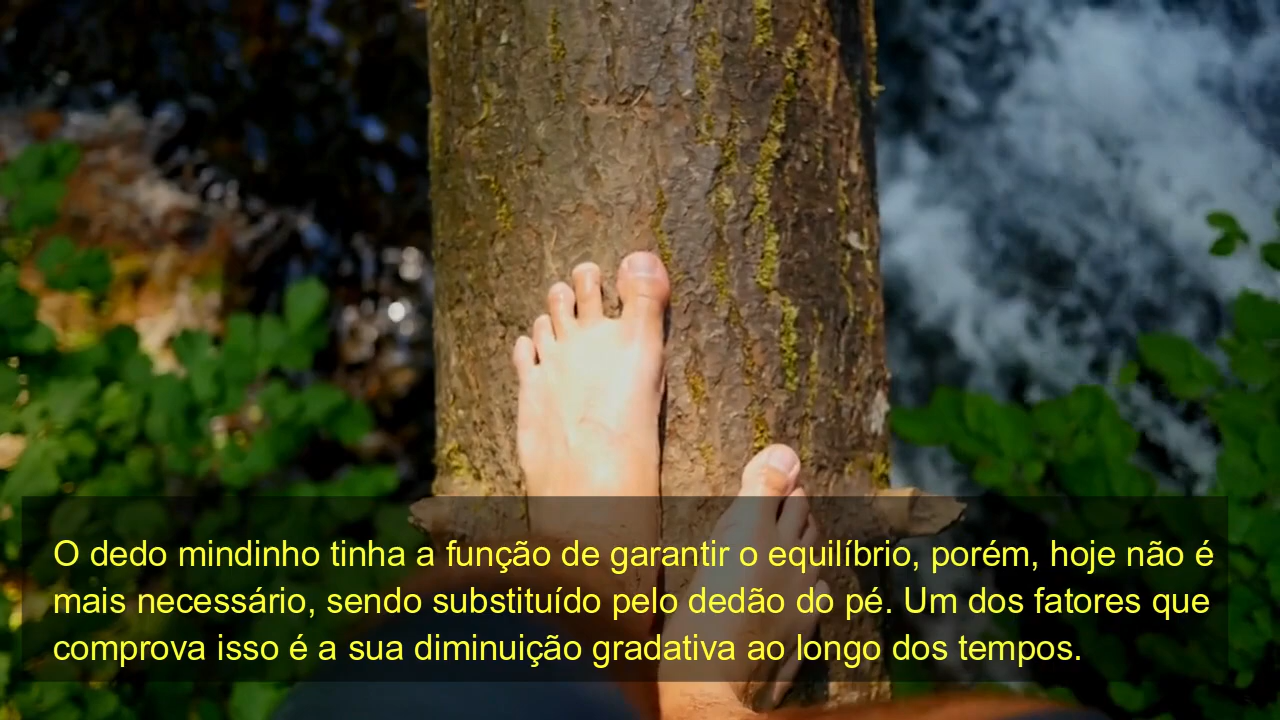 O dedo mindinho tinha a função de garantir o equilíbrio, porém, hoje não é
mais necessário, sendo substituído pelo dedão do pé. Um dos fatores que
comprova isso é a sua diminuição gradativa ao longo dos tempos.